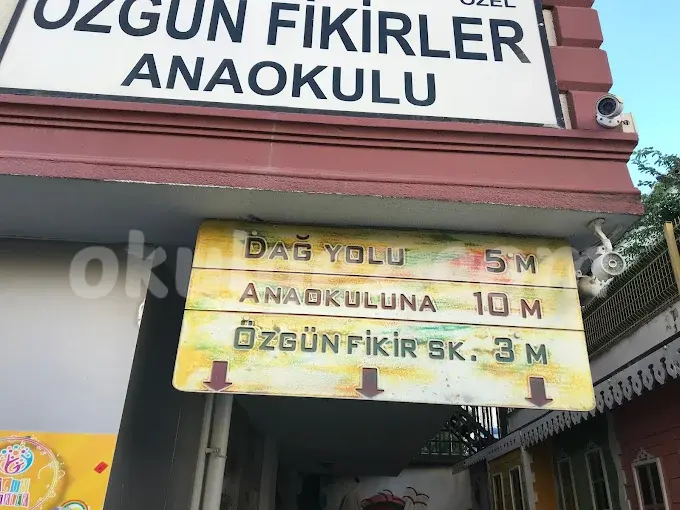 ÖZEL
ÖZGÜN FİKİRLER
ANAOKULU
DAĞ YOLU 5 M
ANAOKULUNA 10 M
ÖZGÜN FİKİR SK. 3 M